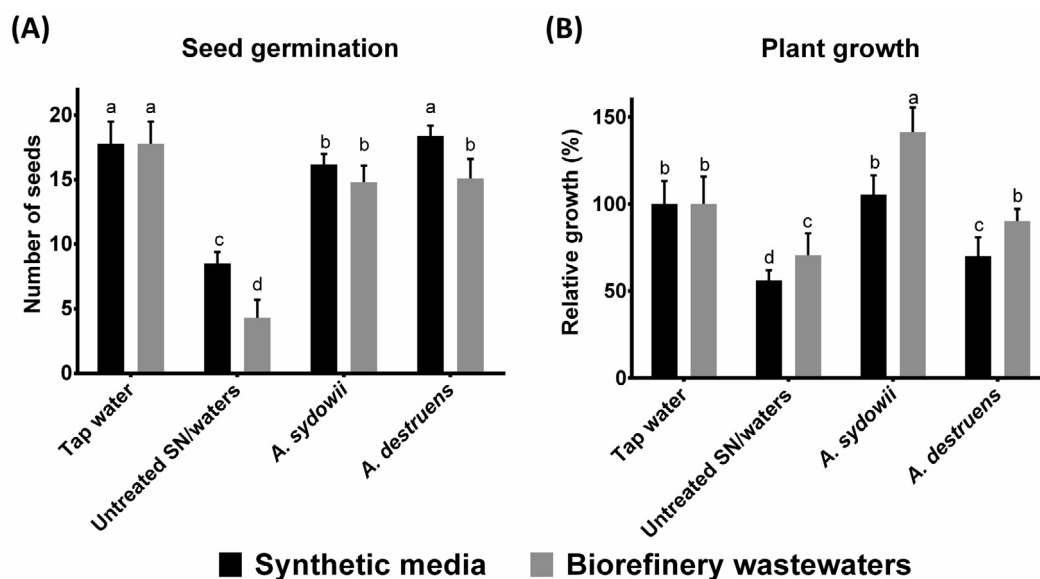 (A)
Seed germination
Number of seeds
20
15
10
5
0
a a
c
d
b b
a
b
Tap water
Untreated SN/waters
A. sydowii
A. destruens
(B)
Plant growth
Relative growth (%)
150
100
50
0
b b
d
c
b
a
c
b
Tap water
Untreated SN/waters
A. sydowii
A. destruens
Synthetic media Biorefinery wastewaters